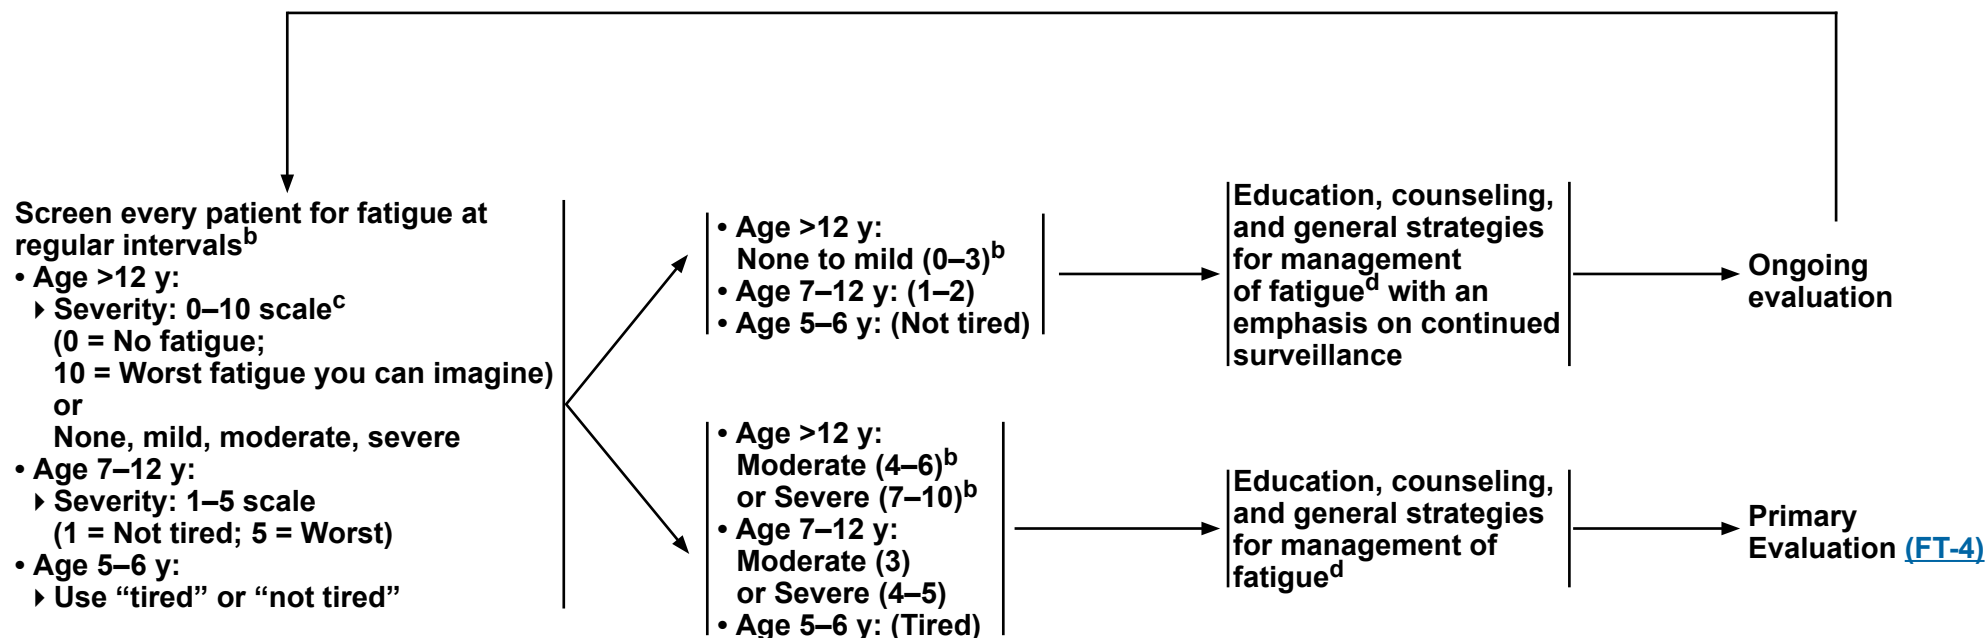 Screen every patient for fatigue at
regular intervalsb
• Age >12 y:
‣ Severity: 0–10 scalec
(0 = No fatigue;
10 = Worst fatigue you can imagine)
or
None, mild, moderate, severe
• Age 7–12 y:
‣ Severity: 1–5 scale
(1 = Not tired; 5 = Worst)
• Age 5–6 y:
‣ Use “tired” or “not tired”
• Age >12 y:
None to mild (0–3)b
• Age 7–12 y: (1–2)
• Age 5–6 y: (Not tired)
Education, counseling,
and general strategies
for management
of fatigued with an
emphasis on continued
surveillance
Ongoing
evaluation
• Age >12 y:
Moderate (4–6)b
or Severe (7–10)b
• Age 7–12 y:
Moderate (3)
or Severe (4–5)
• Age 5–6 y: (Tired)
Education, counseling,
and general strategies
for management of
fatigued
Primary
Evaluation (FT-4)